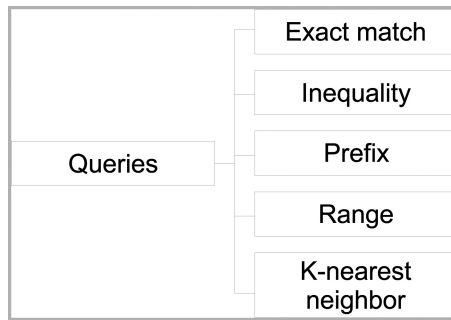 Queries
Exact match
Inequality
Prefix
Range
K-nearest
neighbor